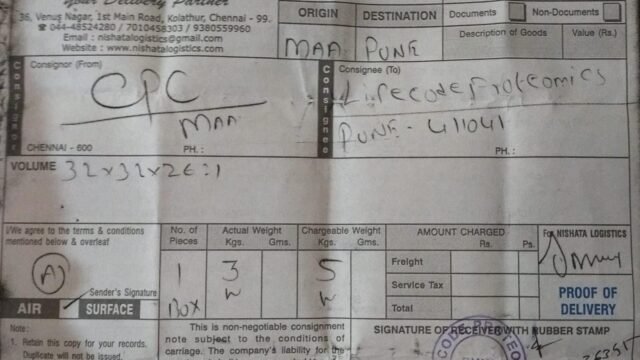 Your Delivery Partner
36, Venus Nagar, 1st Main Road, Kolathur, Chennai - 99.
☎ 044-48524280 / 7010458303 / 9380559960
Email : nishatalogistics@gmail.com
Website : www.nishatalogistics.com
ORIGIN
DESTINATION
Documents
Non-Documents
MAA
PUNE
Description of Goods
Value (Rs.)
Consignor
Consignor (From)
CPC
MAA
CHENNAI - 600
PH. :
Consignee
Consignee (To)
Lifecode Proteomics
PUNE - 411041
PH. :
VOLUME
32x32x26:1
I/We agree to the terms & conditions
mentioned below & overleaf
A
Sender's Signature
AIR
SURFACE
No. of
Pieces
Actual Weight
Kgs.
Gms.
Chargeable Weight
Kgs.
Gms.
1
BOX
3
5
AMOUNT CHARGED
Rs.
Ps.
Freight
Service Tax
Total
For NISHATA LOGISTICS
PROOF OF
DELIVERY
Note:
1. Retain this copy for your records.
Duplicate will not be issued.
This is non-negotiable consignment
note subject to the conditions of
carriage. The company's liability for the
SIGNATURE OF RECEIVER WITH RUBBER STAMP